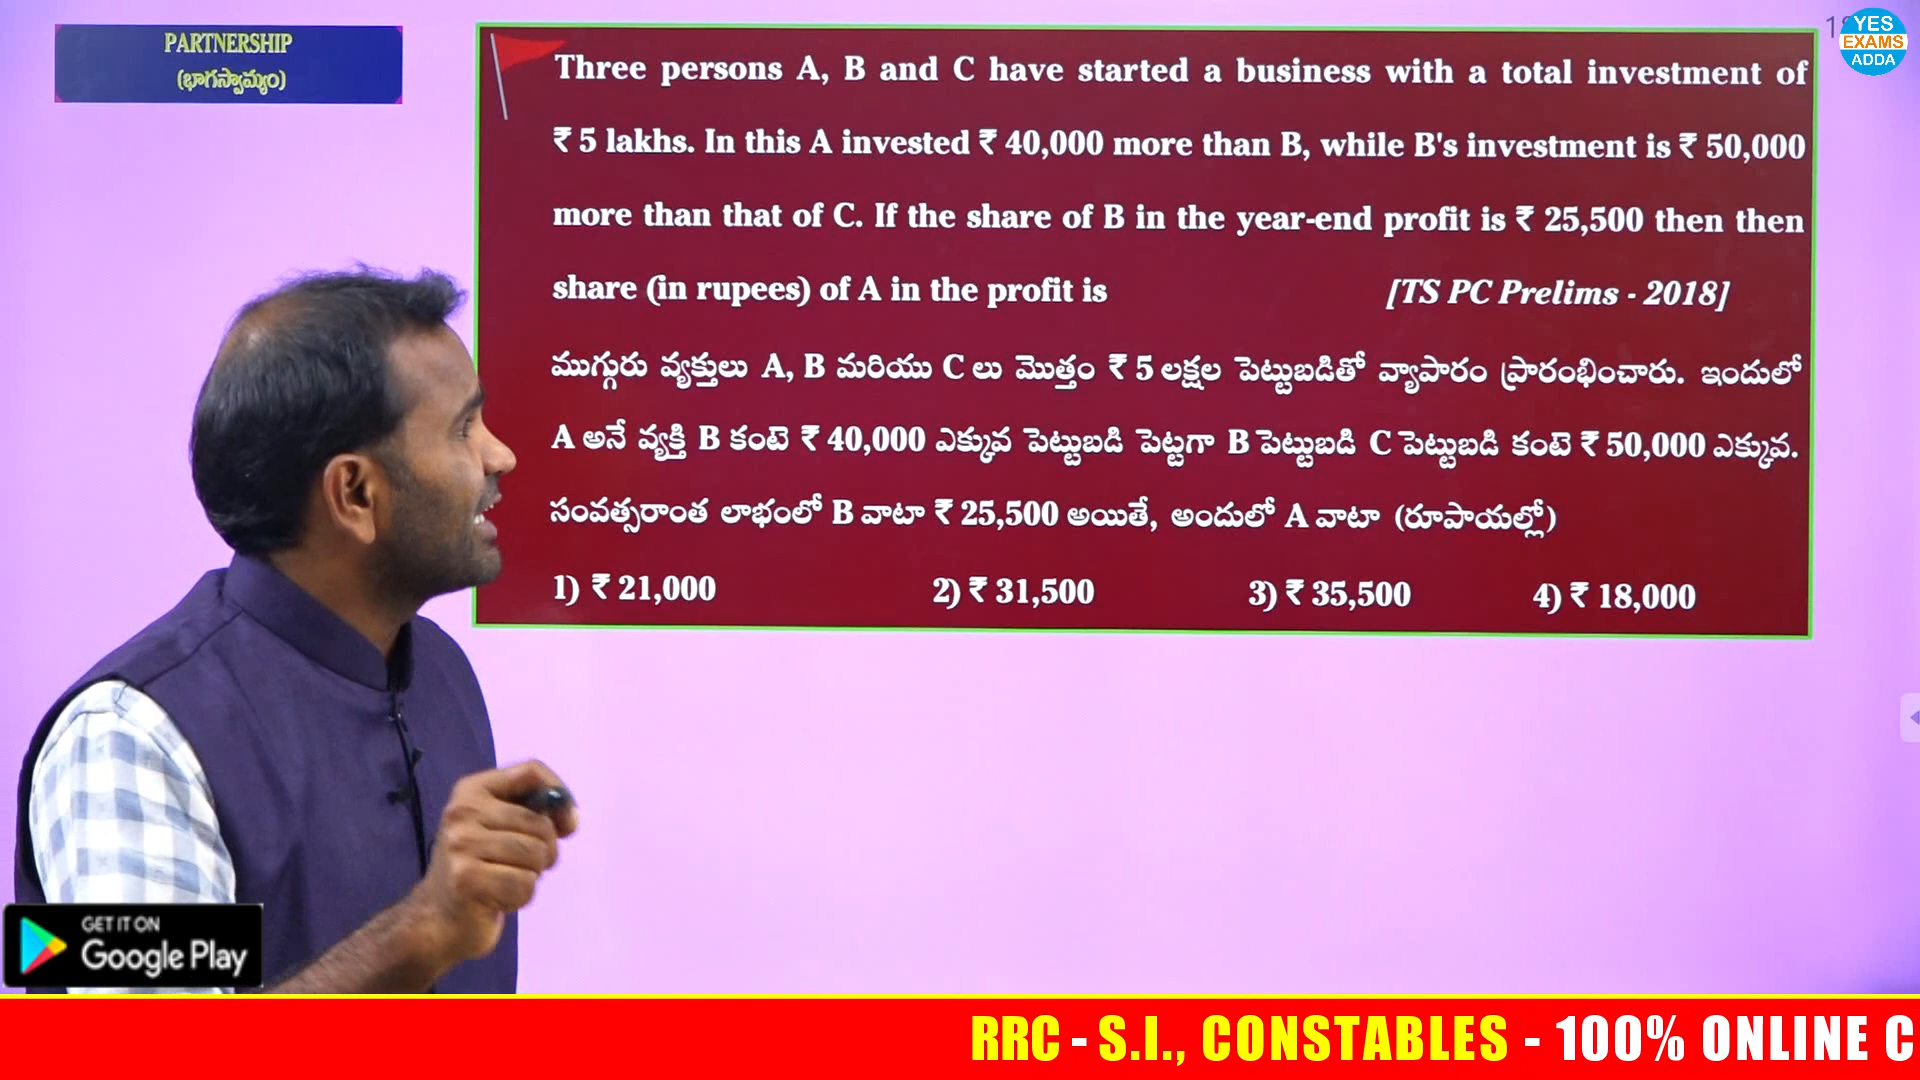 PARTNERSHIP
(భాగస్వామ్యం)
YES
EXAMS
ADDA
Three persons A, B and C have started a business with a total investment of
₹ 5 lakhs. In this A invested ₹ 40,000 more than B, while B's investment is ₹ 50,000
more than that of C. If the share of B in the year-end profit is ₹ 25,500 then then
share (in rupees) of A in the profit is [TS PC Prelims - 2018]
ముగ్గురు వ్యక్తులు A, B మరియు C లు మొత్తం ₹ 5 లక్షల పెట్టుబడితో వ్యాపారం ప్రారంభించారు. ఇందులో
A అనే వ్యక్తి B కంటె ₹ 40,000 ఎక్కువ పెట్టుబడి పెట్టగా B పెట్టుబడి C పెట్టుబడి కంటె ₹ 50,000 ఎక్కువ.
సంవత్సరాంత లాభంలో B వాటా ₹ 25,500 అయితే, అందులో A వాటా (రూపాయల్లో)
1) ₹ 21,000 2) ₹ 31,500 3) ₹ 35,500 4) ₹ 18,000
GET IT ON
Google Play
RRC - S.I., CONSTABLES - 100% ONLINE C